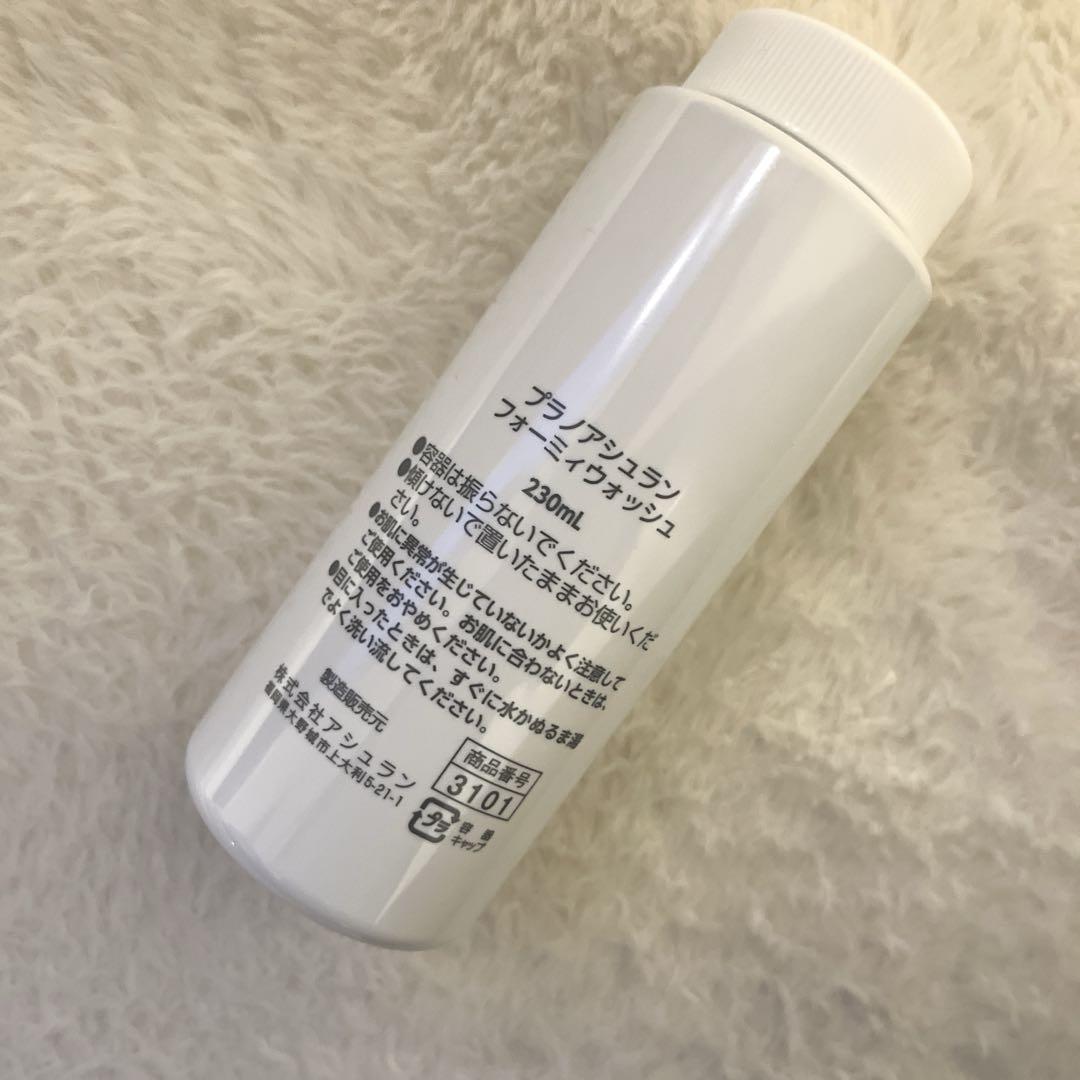 プラノアシュラン
フォーミィウォッシュ
230mL
●容器は振らないでください。
●傾けないで置いたままお使いくだ
さい。
●お肌に異常が生じていないかよく注意して
ご使用ください。お肌に合わないときは、
ご使用をおやめください。
●目に入ったときは、すぐに水かぬるま湯
でよく洗い流してください。
製造販売元
株式会社アシュラン
福岡県大野城市上大利5-21-1
商品番号
3101
プラ
容器
キャップ